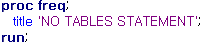 proc freq;
title 'NO TABLES STATEMENT';
run;